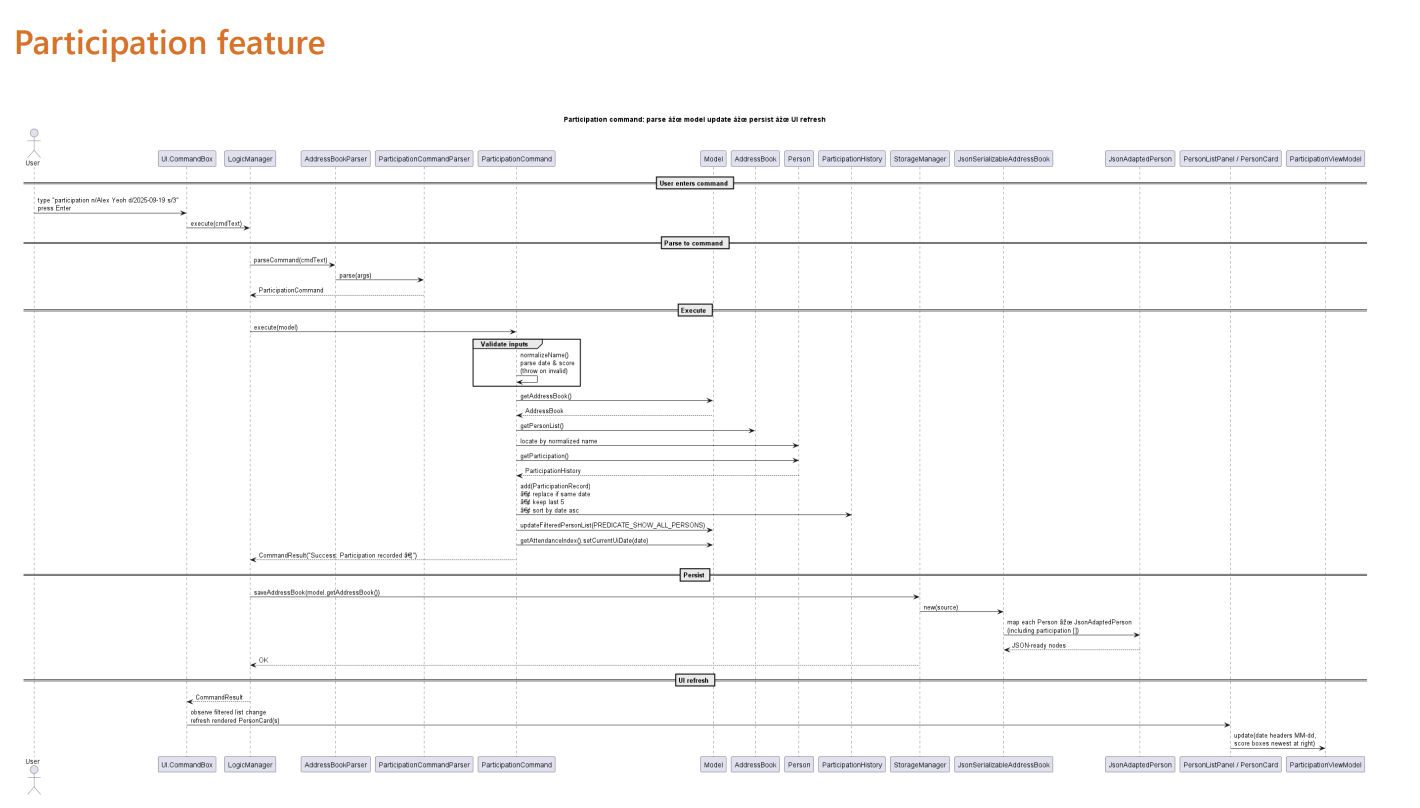 Participation feature
Participation command: parse âžœ model update âžœ persist âžœ UI refresh
User
UI.CommandBox
LogicManager
AddressBookParser
ParticipationCommandParser
ParticipationCommand
Model
AddressBook
Person
ParticipationHistory
StorageManager
JsonSerializableAddressBook
JsonAdaptedPerson
PersonListPanel / PersonCard
ParticipationViewModel
User enters command
type "participation n/Alex Yeoh d/2025-09-19 s/3"
press Enter
execute(cmdText)
Parse to command
parseCommand(cmdText)
parse(args)
ParticipationCommand
Execute
execute(model)
Validate inputs
normalizeName()
parse date & score
(throw on invalid)
getAddressBook()
AddressBook
getPersonList()
locate by normalized name
getParticipation()
ParticipationHistory
add(ParticipationRecord)
• replace if same date
• keep last 5
• sort by date asc
updateFilteredPersonList(PREDICATE_SHOW_ALL_PERSONS)
getAttendanceIndex().setCurrentUiDate(date)
CommandResult("Success: Participation recorded …")
Persist
saveAddressBook(model.getAddressBook())
new(source)
map each Person âžœ JsonAdaptedPerson
(including participation [])
JSON-ready nodes
OK
UI refresh
CommandResult
observe filtered list change
refresh rendered PersonCard(s)
update(date headers MM-dd,
score boxes newest at right)
User
UI.CommandBox
LogicManager
AddressBookParser
ParticipationCommandParser
ParticipationCommand
Model
AddressBook
Person
ParticipationHistory
StorageManager
JsonSerializableAddressBook
JsonAdaptedPerson
PersonListPanel / PersonCard
ParticipationViewModel